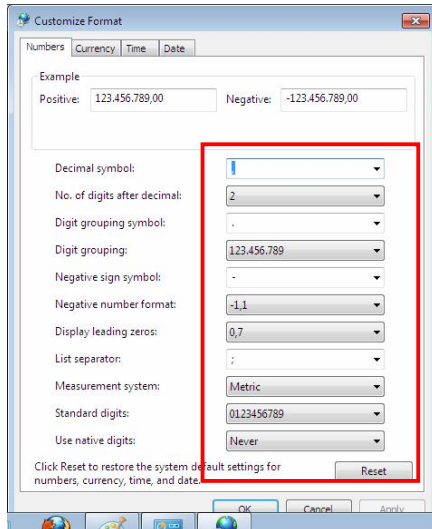 Customize Format
Numbers Currency Time Date
Example
Positive: 123.456.789,00 Negative: -123.456.789,00
Decimal symbol: ,
No. of digits after decimal: 2
Digit grouping symbol: .
Digit grouping: 123.456.789
Negative sign symbol: -
Negative number format: -1,1
Display leading zeros: 0,7
List separator: ;
Measurement system: Metric
Standard digits: 0123456789
Use native digits: Never
Click Reset to restore the system default settings for
numbers, currency, time, and date. Reset
OK Cancel Apply